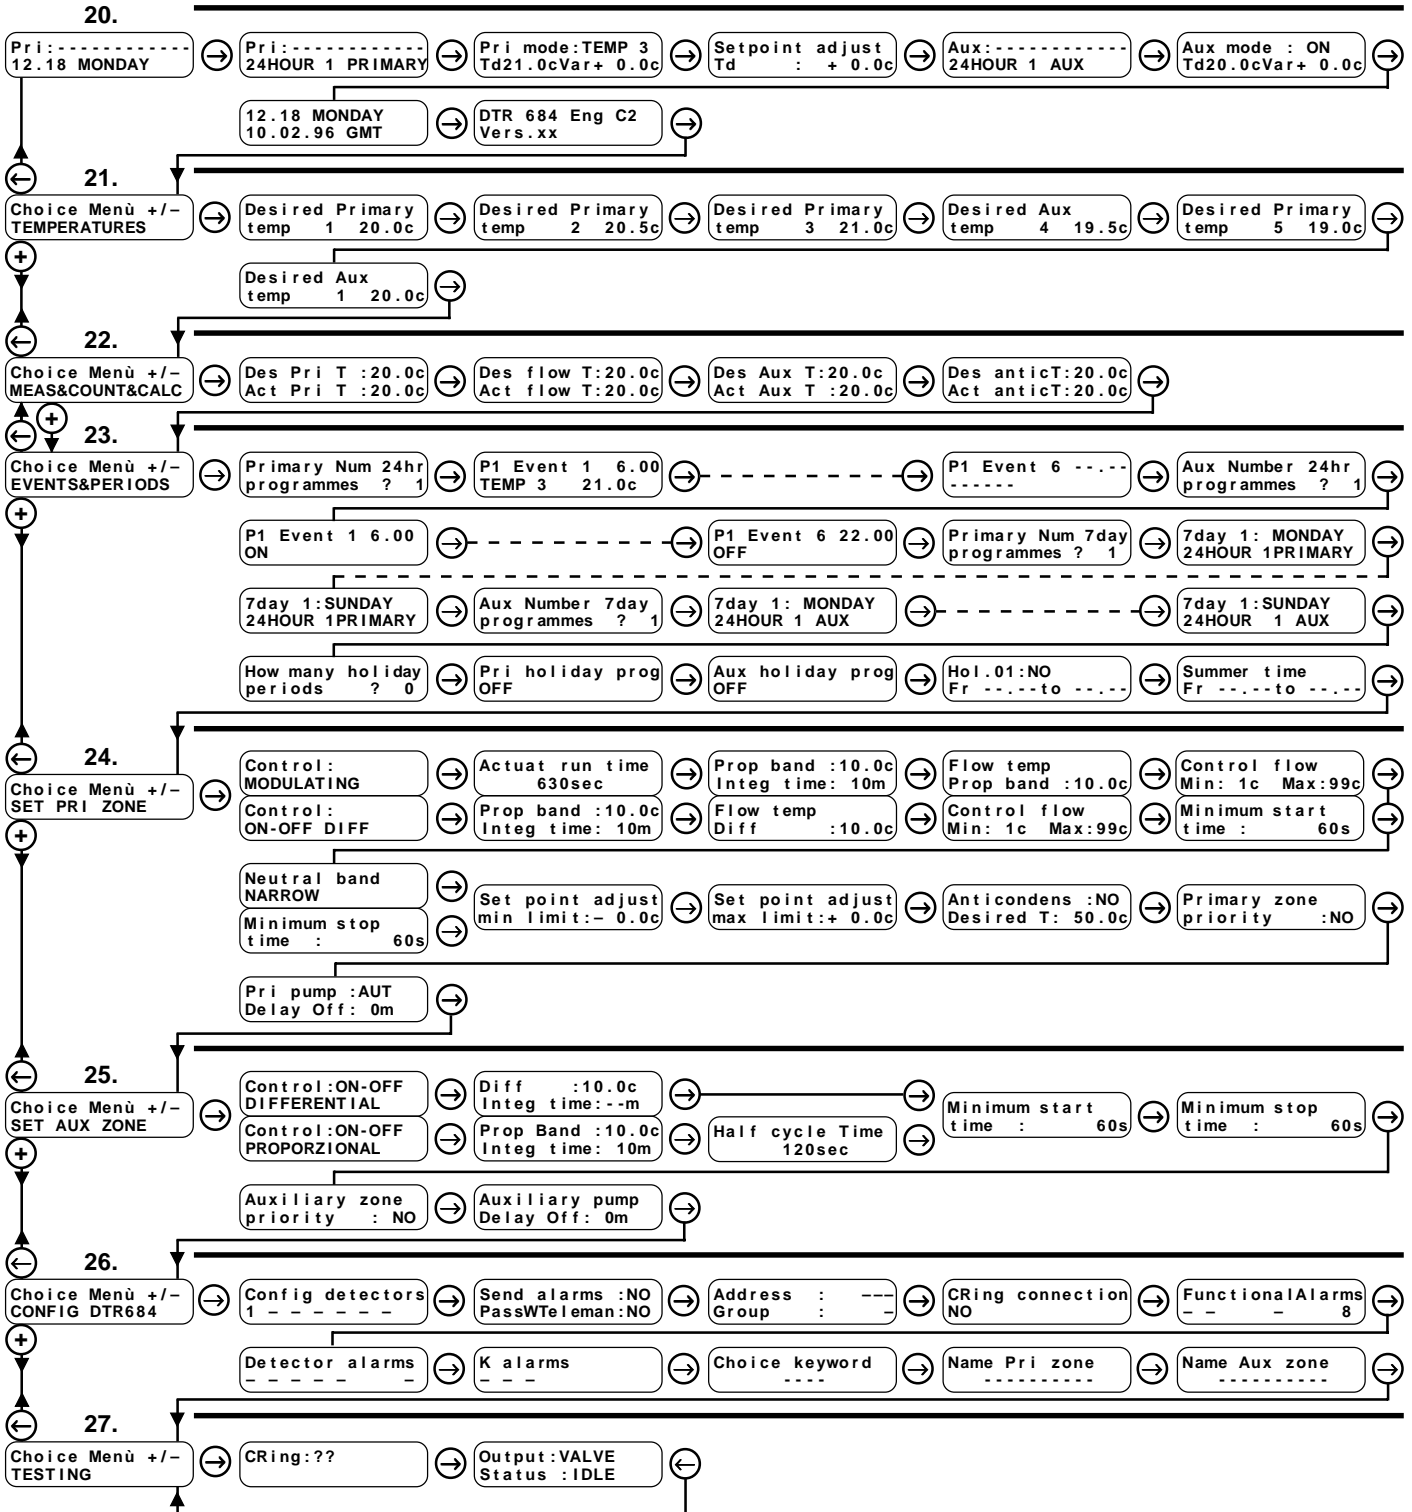 20.
Pri:------------
12.18 MONDAY
Pri:------------
24HOUR 1 PRIMARY
Pri mode:TEMP 3
Td21.0cVar+ 0.0c
Setpoint adjust
Td : + 0.0c
Aux:------------
24HOUR 1 AUX
Aux mode : ON
Td20.0cVar+ 0.0c
12.18 MONDAY
10.02.96 GMT
DTR 684 Eng C2
Vers.xx
21.
Choice Menù +/–
TEMPERATURES
Desired Primary
temp 1 20.0c
Desired Primary
temp 2 20.5c
Desired Primary
temp 3 21.0c
Desired Aux
temp 4 19.5c
Desired Primary
temp 5 19.0c
Desired Aux
temp 1 20.0c
22.
Choice Menù +/–
MEAS&COUNT&CALC
Des Pri T :20.0c
Act Pri T :20.0c
Des flow T:20.0c
Act flow T:20.0c
Des Aux T:20.0c
Act Aux T :20.0c
Des anticT:20.0c
Act anticT:20.0c
23.
Choice Menù +/–
EVENTS&PERIODS
Primary Num 24hr
programmes ? 1
P1 Event 1 6.00
TEMP 3 21.0c
P1 Event 6 --.--
------
Aux Number 24hr
programmes ? 1
P1 Event 1 6.00
ON
P1 Event 6 22.00
OFF
Primary Num 7day
programmes ? 1
7day 1: MONDAY
24HOUR 1PRIMARY
7day 1:SUNDAY
24HOUR 1PRIMARY
Aux Number 7day
programmes ? 1
7day 1: MONDAY
24HOUR 1 AUX
7day 1:SUNDAY
24HOUR 1 AUX
How many holiday
periods ? 0
Pri holiday prog
OFF
Aux holiday prog
OFF
Hol.01:NO
Fr --.--to --.--
Summer time
Fr --.--to --.--
24.
Choice Menù +/–
SET PRI ZONE
Control:
MODULATING
Actuat run time
630sec
Prop band :10.0c
Integ time: 10m
Flow temp
Prop band :10.0c
Control flow
Min: 1c Max:99c
Control:
ON-OFF DIFF
Prop band :10.0c
Integ time: 10m
Flow temp
Diff :10.0c
Control flow
Min: 1c Max:99c
Minimum start
time : 60s
Neutral band
NARROW
Minimum stop
time : 60s
Set point adjust
min limit:– 0.0c
Set point adjust
max limit:+ 0.0c
Anticondens :NO
Desired T: 50.0c
Primary zone
priority :NO
Pri pump :AUT
Delay Off: 0m
25.
Choice Menù +/–
SET AUX ZONE
Control:ON-OFF
DIFFERENTIAL
Diff :10.0c
Integ time:--m
Control:ON-OFF
PROPORZIONAL
Prop Band :10.0c
Integ time: 10m
Half cycle Time
120sec
Minimum start
time : 60s
Minimum stop
time : 60s
Auxiliary zone
priority : NO
Auxiliary pump
Delay Off: 0m
26.
Choice Menù +/–
CONFIG DTR684
Config detectors
1 – – – – –
Send alarms :NO
PassWTeleman:NO
Address : –––
Group : –
CRing connection
NO
FunctionalAlarms
– – – 8
Detector alarms
– – – – – –
K alarms
– – –
Choice keyword
----
Name Pri zone
----------
Name Aux zone
----------
27.
Choice Menù +/–
TESTING
CRing:??
Output:VALVE
Status :IDLE